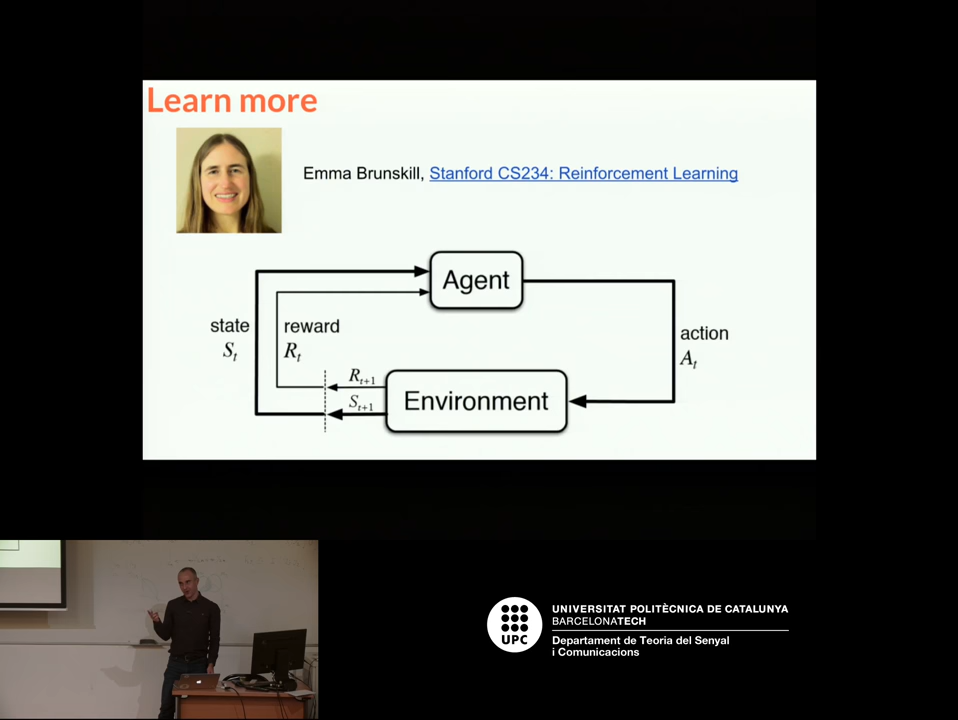 Learn more
Emma Brunskill, Stanford CS234: Reinforcement Learning
Agent
state
S_t
reward
R_t
action
A_t
R_{t+1}
S_{t+1}
Environment
UPC
UNIVERSITAT POLITÈCNICA DE CATALUNYA
BARCELONATECH
Departament de Teoria del Senyal
i Comunicacions